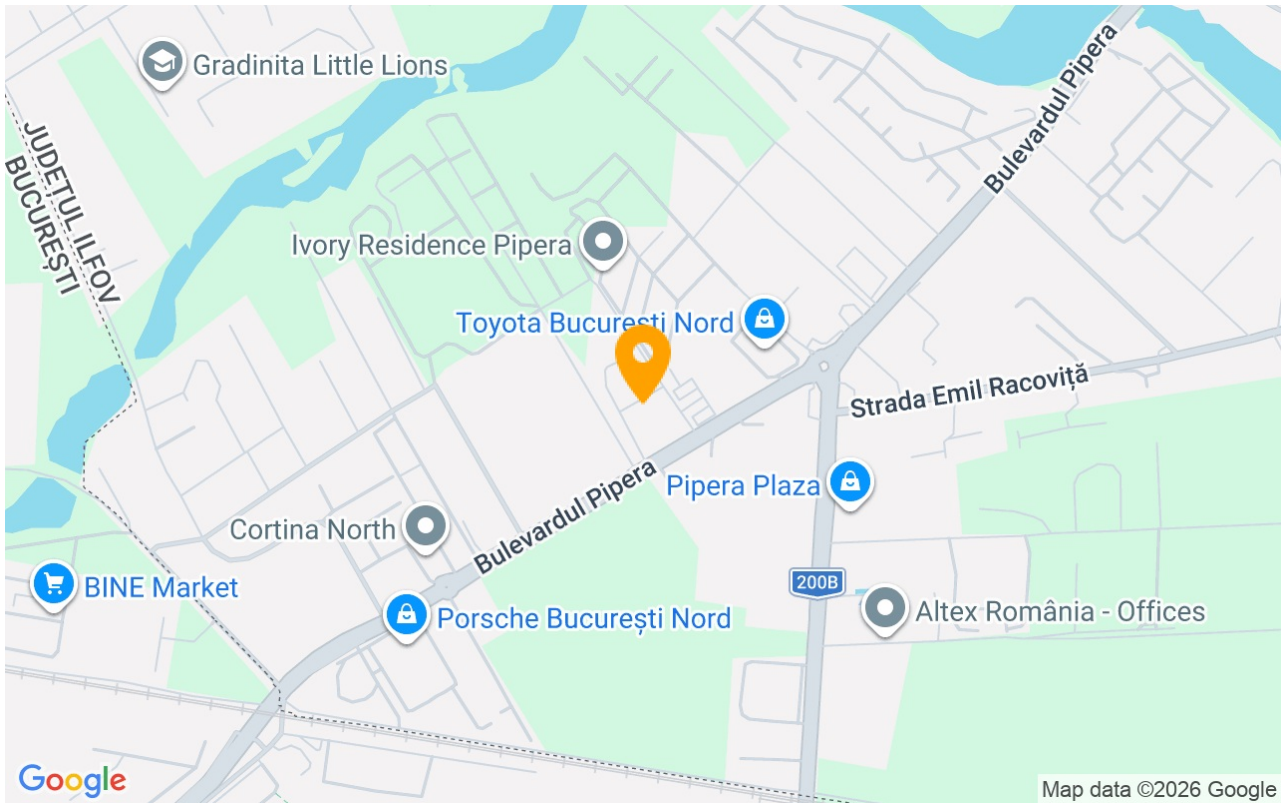 Gradinita Little Lions
Bulevardul Pipera
JUDEȚUL ILFOV
BUCUREȘTI
Ivory Residence Pipera
Toyota București Nord
Strada Emil Racoviță
Bulevardul Pipera
Pipera Plaza
Cortina North
200B
BINE Market
Altex România - Offices
Porsche București Nord
Google
Map data ©2026 Google